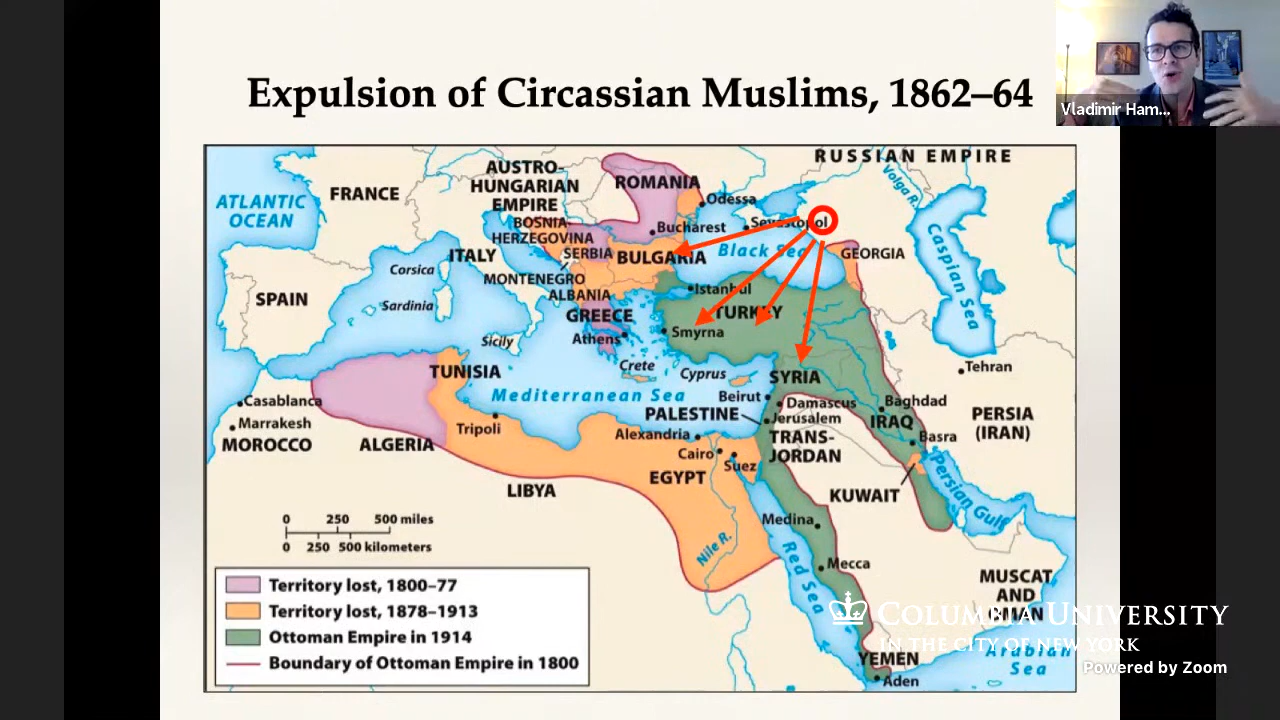 Expulsion of Circassian Muslims, 1862–64
Vladimir Ham...
RUSSIAN EMPIRE
AUSTRO-
HUNGARIAN
EMPIRE
ROMANIA
FRANCE
Volga R.
ATLANTIC
OCEAN
Odessa
BOSNIA-
HERZEGOVINA
Bucharest
Sevastopol
Black Sea
Caspian Sea
SERBIA
BULGARIA
GEORGIA
ITALY
Corsica
MONTENEGRO
Istanbul
SPAIN
ALBANIA
Sardinia
GREECE
TURKEY
Athens
Smyrna
Sicily
Crete
Cyprus
Tehran
TUNISIA
SYRIA
Mediterranean Sea
Beirut
Damascus
Baghdad
Casablanca
PALESTINE
Jerusalem
PERSIA
(IRAN)
Marrakesh
Tripoli
Alexandria
TRANS-
JORDAN
IRAQ
Basra
MOROCCO
ALGERIA
Cairo
Suez
LIBYA
EGYPT
KUWAIT
Persian Gulf
0 250 500 miles
0 250 500 kilometers
Medina
Nile R.
Red Sea
Mecca
MUSCAT
AND
OMAN
Territory lost, 1800–77
Territory lost, 1878–1913
Ottoman Empire in 1914
Boundary of Ottoman Empire in 1800
COLUMBIA UNIVERSITY
IN THE CITY OF NEW YORK
YEMEN
Arabian
Sea
Powered by Zoom
Aden